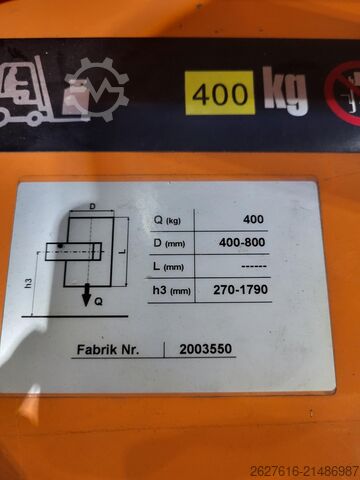 400 kg
D
L
h3
Q
Q (kg) 400
D (mm) 400-800
L (mm) ------
h3 (mm) 270-1790
Fabrik Nr. 2003550
2627616-21486987